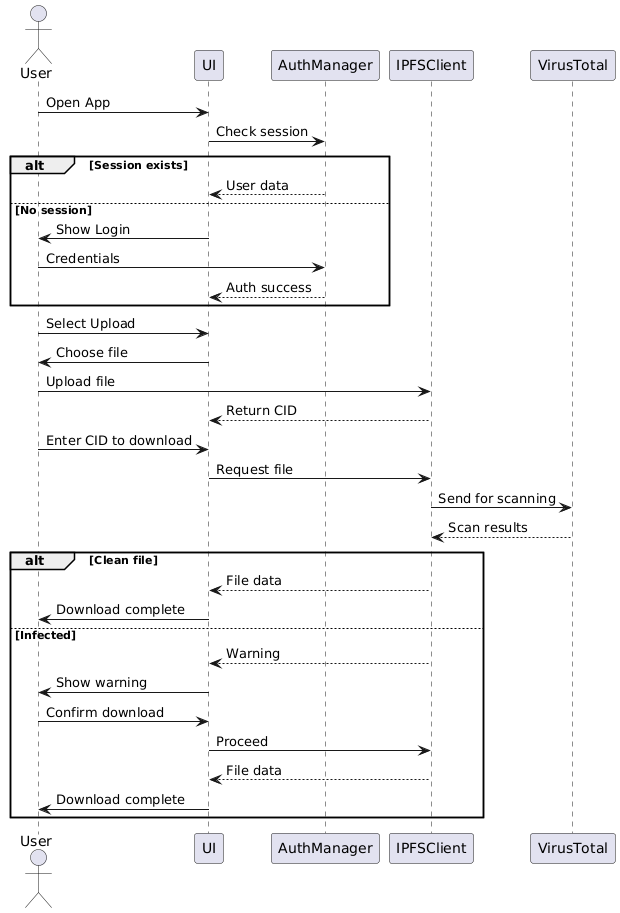 User
UI
AuthManager
IPFSClient
VirusTotal
Open App
Check session
alt [Session exists]
User data
[No session]
Show Login
Credentials
Auth success
Select Upload
Choose file
Upload file
Return CID
Enter CID to download
Request file
Send for scanning
Scan results
alt [Clean file]
File data
Download complete
[Infected]
Warning
Show warning
Confirm download
Proceed
File data
Download complete
User
UI
AuthManager
IPFSClient
VirusTotal